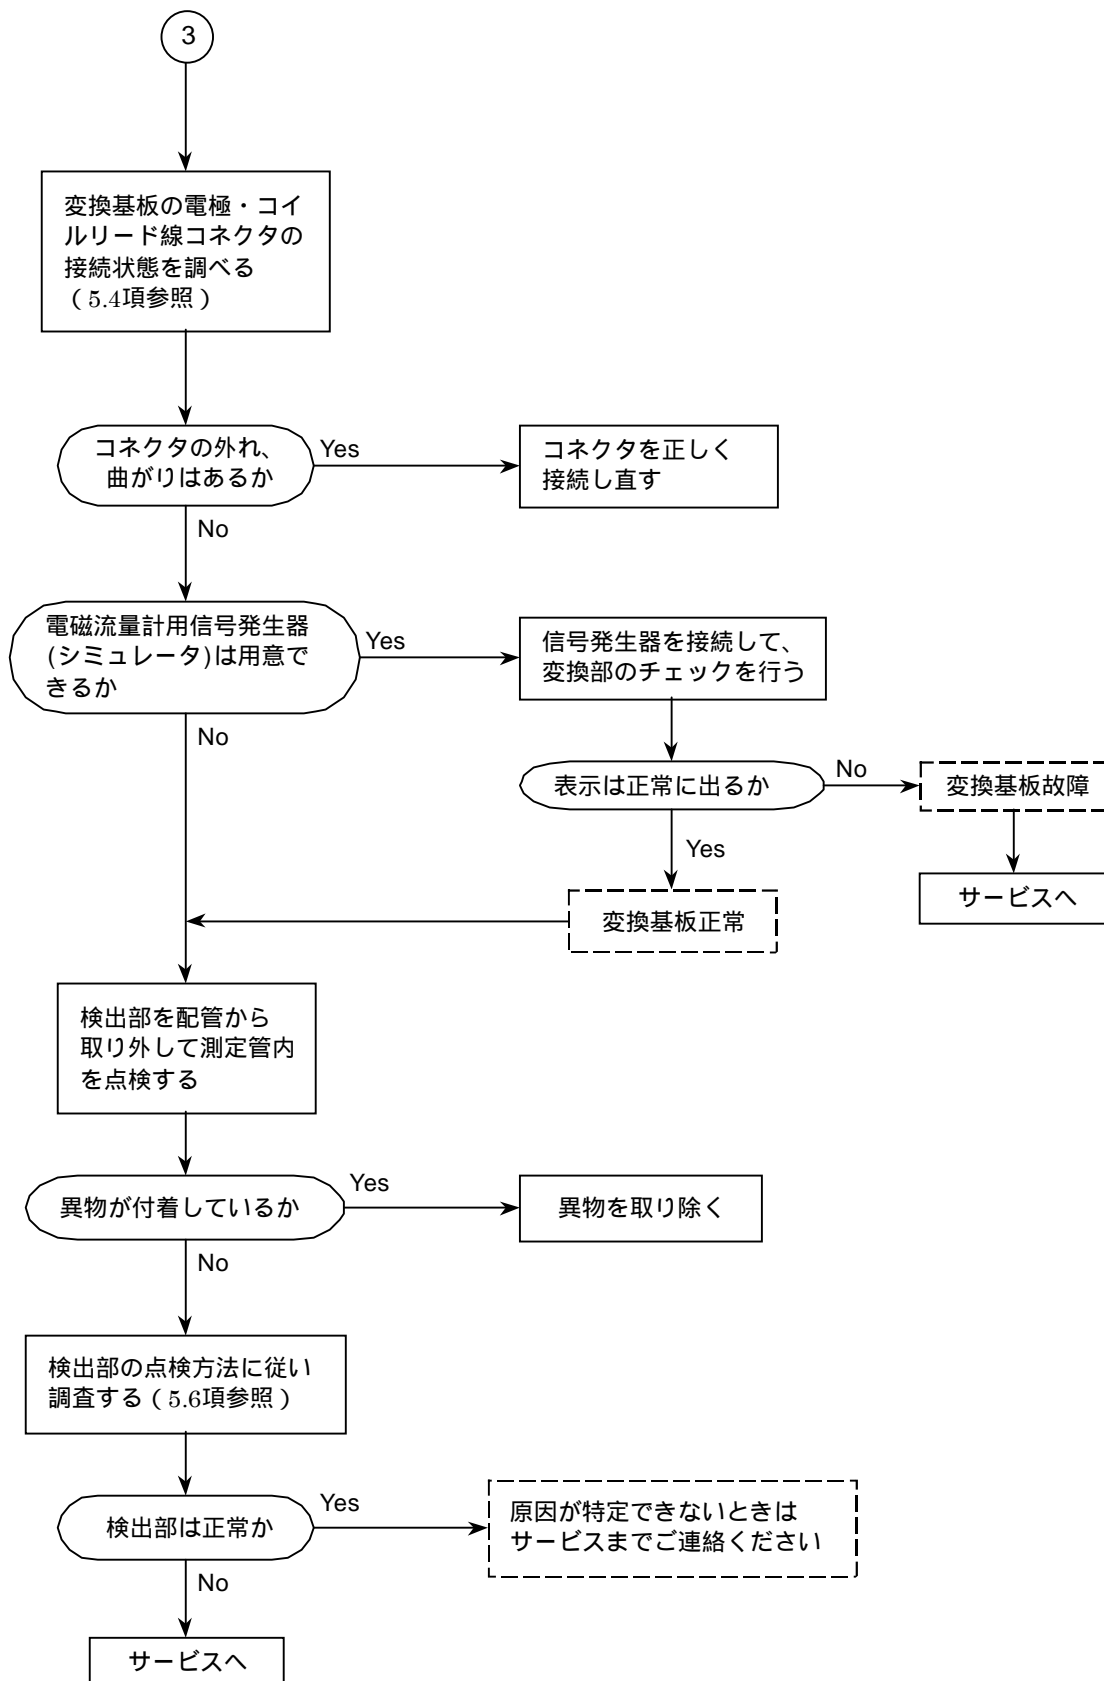 3
変換基板の電極・コイ
ルリード線コネクタの
接続状態を調べる
（5.4項参照）
コネクタの外れ、
曲がりはあるか
Yes
コネクタを正しく
接続し直す
No
電磁流量計用信号発生器
(シミュレータ)は用意で
きるか
Yes
信号発生器を接続して、
変換部のチェックを行う
No
表示は正常に出るか
No
変換基板故障
Yes
サービスへ
変換基板正常
検出部を配管から
取り外して測定管内
を点検する
異物が付着しているか
Yes
異物を取り除く
No
検出部の点検方法に従い
調査する（5.6項参照）
検出部は正常か
Yes
原因が特定できないときは
サービスまでご連絡ください
No
サービスへ